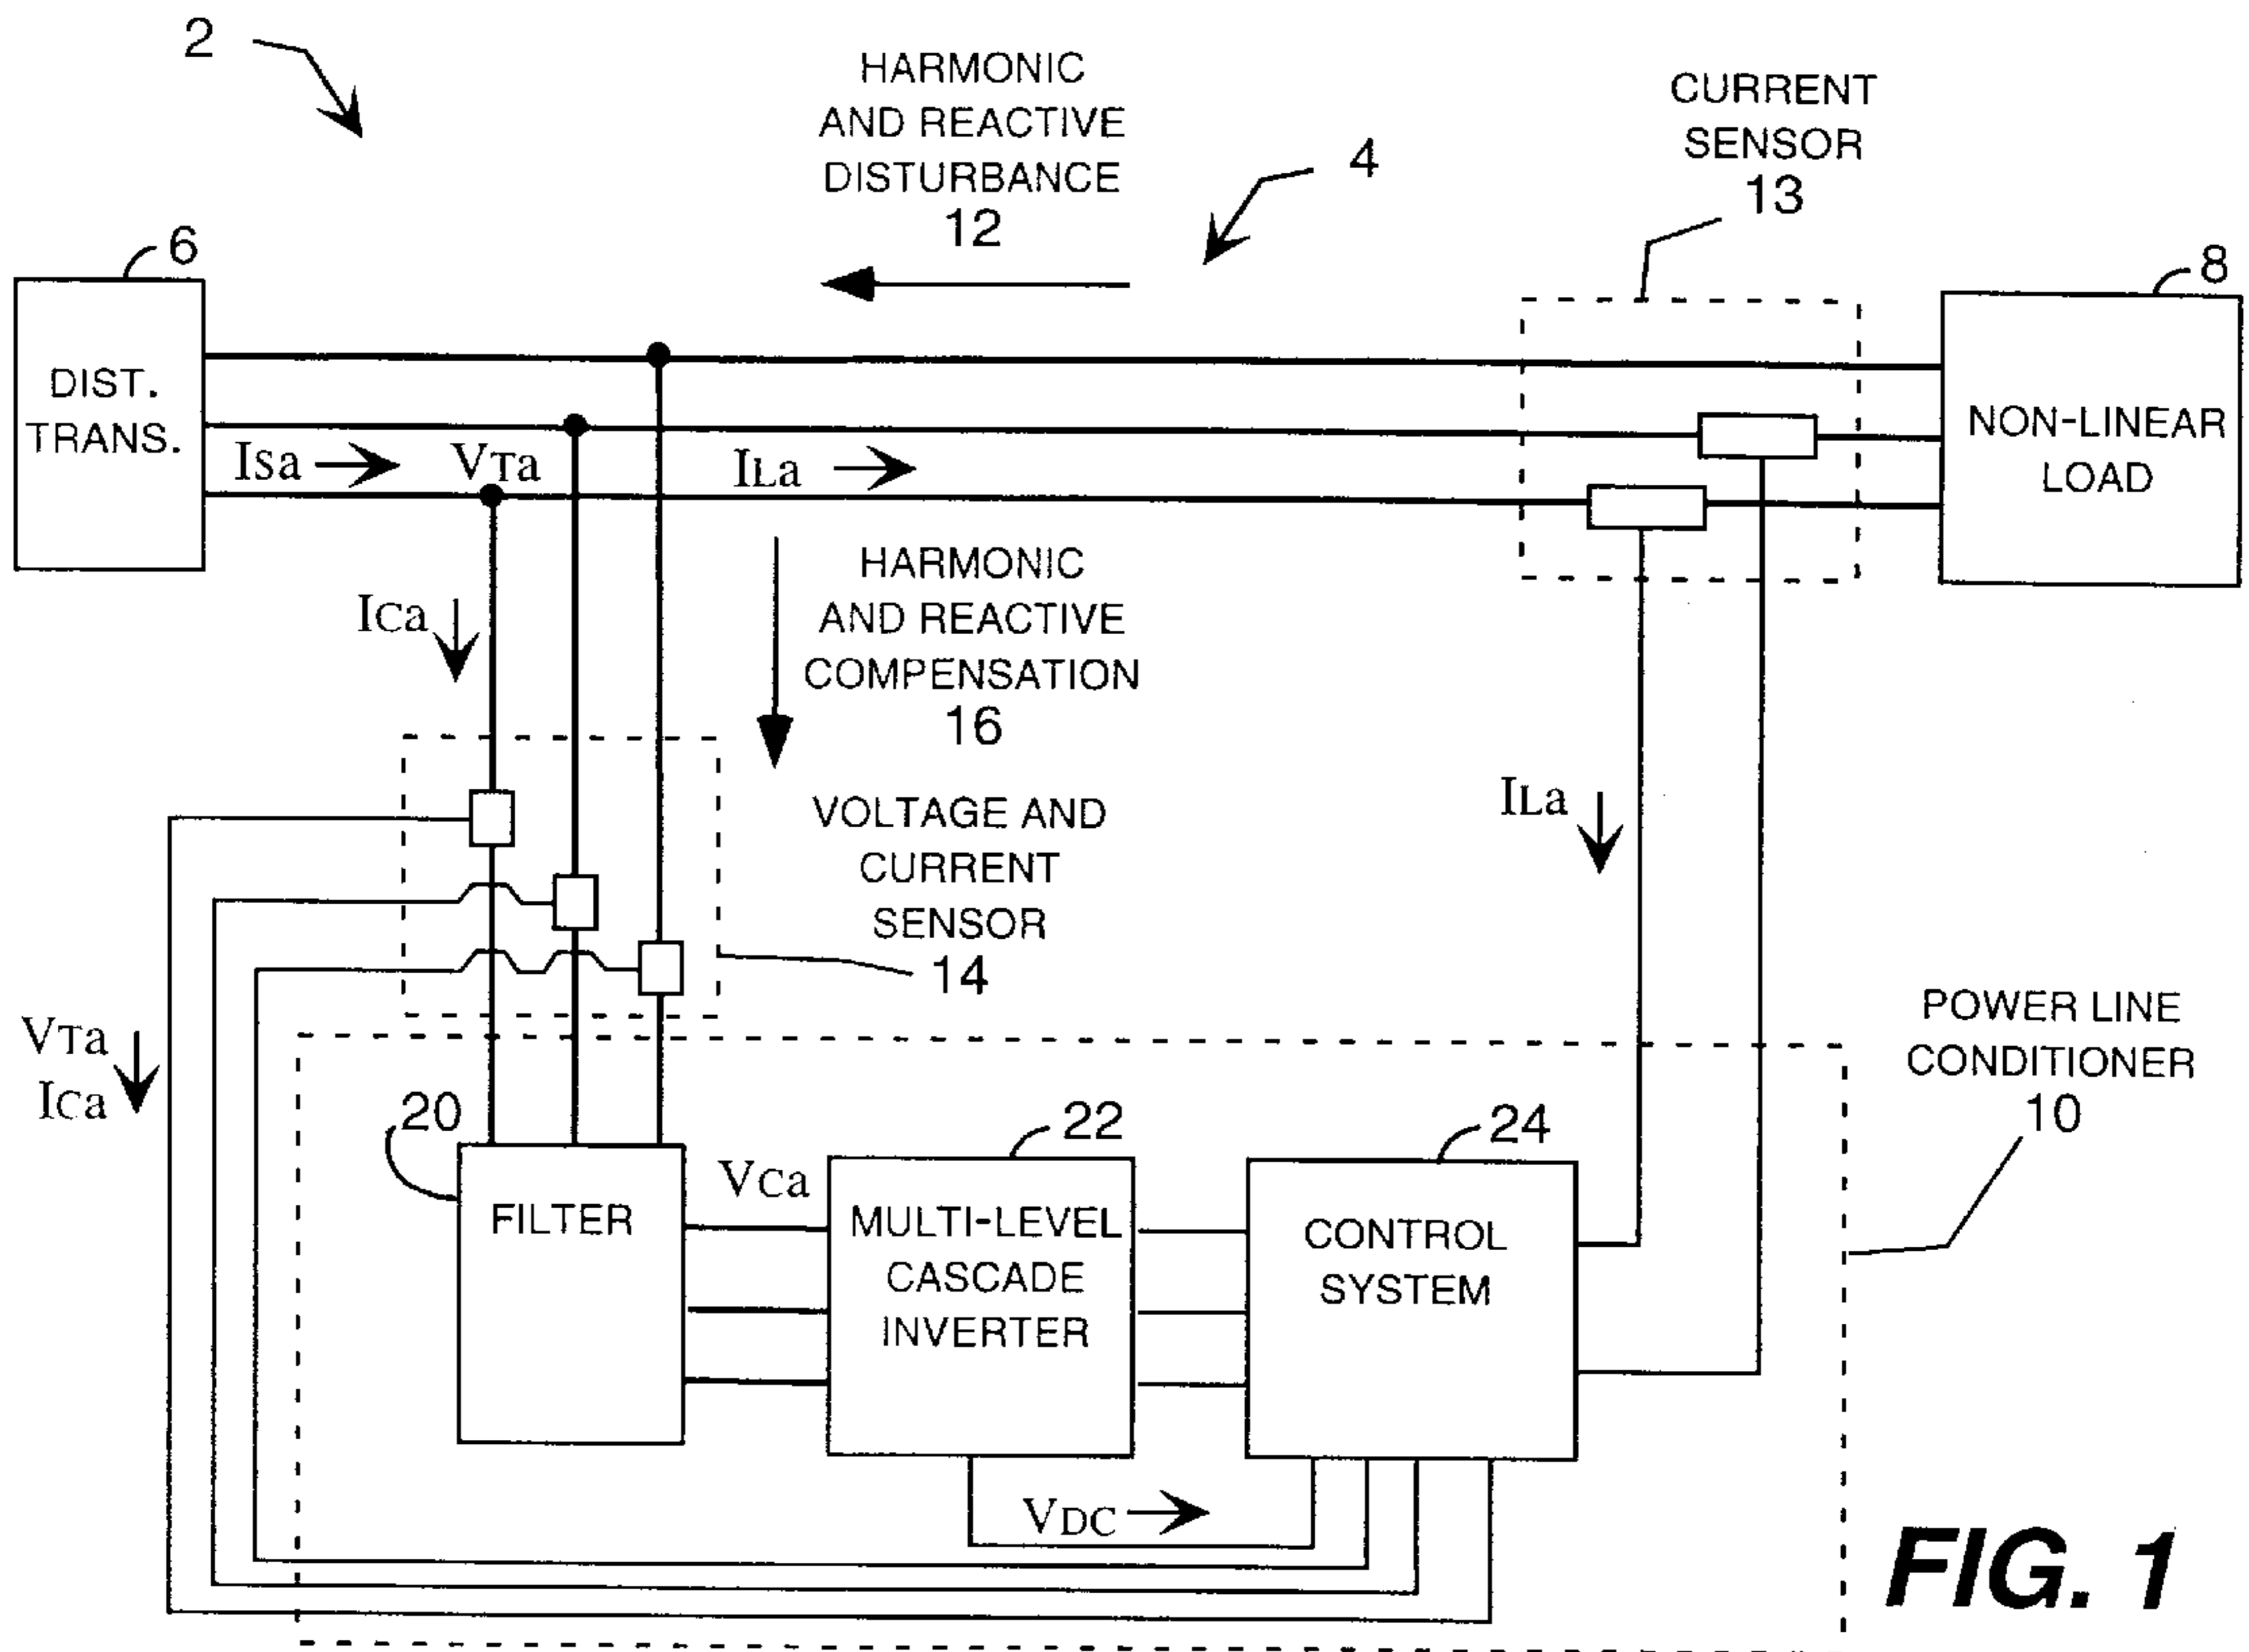 2
HARMONIC
AND REACTIVE
DISTURBANCE
12
4
CURRENT
SENSOR
13
6
8
DIST.
TRANS.
NON-LINEAR
LOAD
ISa
VTa
ILa
ICa
HARMONIC
AND REACTIVE
COMPENSATION
16
VOLTAGE AND
CURRENT
SENSOR
14
ILa
VTa
ICa
POWER LINE
CONDITIONER
10
20
22
24
FILTER
VCa
MULTI-LEVEL
CASCADE
INVERTER
CONTROL
SYSTEM
VDC
FIG. 1